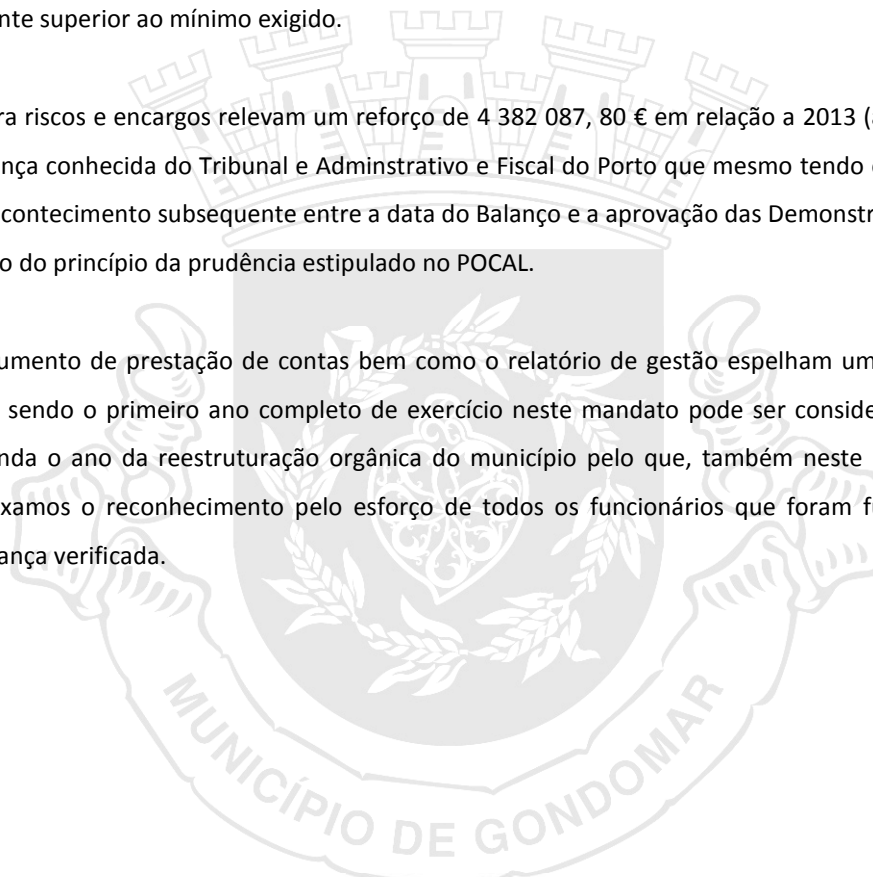 nte superior ao mínimo exigido.
ra riscos e encargos relevam um reforço de 4 382 087, 80 € em relação a 2013 (
nça conhecida do Tribunal e Adminstrativo e Fiscal do Porto que mesmo tendo
contecimento subsequente entre a data do Balanço e a aprovação das Demonstr
o do princípio da prudência estipulado no POCAL.
umento de prestação de contas bem como o relatório de gestão espelham um
sendo o primeiro ano completo de exercício neste mandato pode ser conside
nda o ano da reestruturação orgânica do município pelo que, também neste
xamos o reconhecimento pelo esforço de todos os funcionários que foram f
ança verificada.
MUNICÍPIO DE GONDOMAR